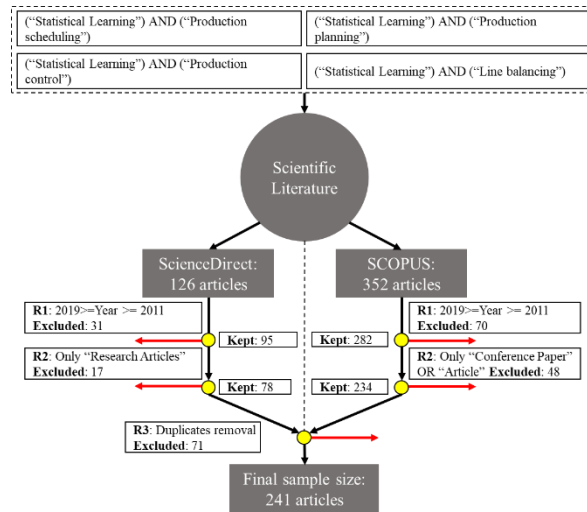 (“Statistical Learning”) AND (“Production
scheduling”)
(“Statistical Learning”) AND (“Production
planning”)
(“Statistical Learning”) AND (“Production
control”)
(“Statistical Learning”) AND (“Line balancing”)
Scientific
Literature
ScienceDirect:
126 articles
SCOPUS:
352 articles
R1: 2019>=Year >= 2011
Excluded: 31
Kept: 95
Kept: 282
R1: 2019>=Year >= 2011
Excluded: 70
R2: Only “Research Articles”
Excluded: 17
Kept: 78
Kept: 234
R2: Only “Conference Paper”
OR “Article” Excluded: 48
R3: Duplicates removal
Excluded: 71
Final sample size:
241 articles